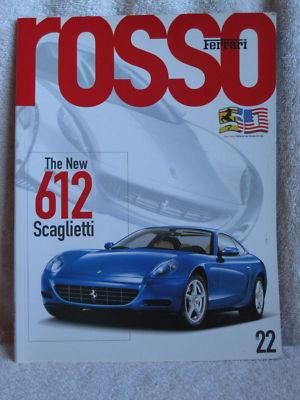 rosso
Ferrari
The New
612
Scaglietti
22